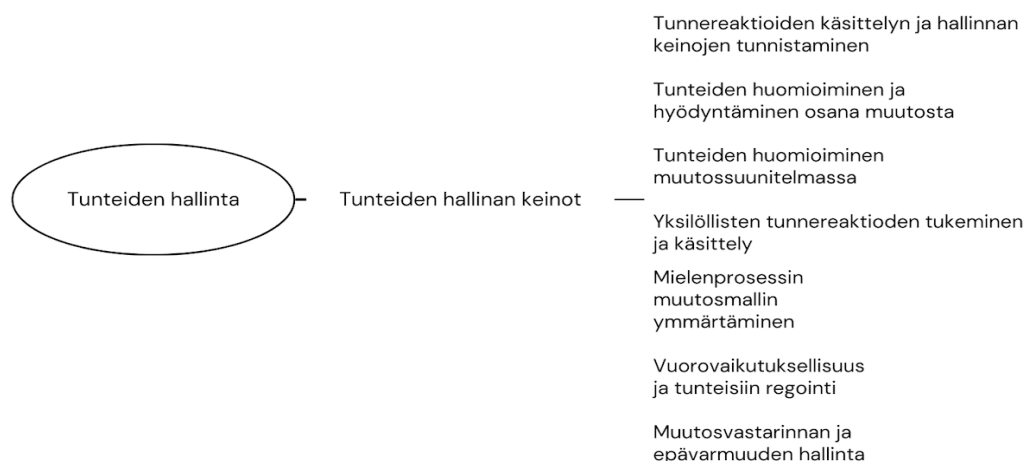 Tunteiden hallinta
Tunteiden hallinan keinot
Tunnereaktioiden käsittelyn ja hallinnan
keinojen tunnistaminen
Tunteiden huomioiminen ja
hyödyntäminen osana muutosta
Tunteiden huomioiminen
muutossuunitelmassa
Yksilöllisten tunnereaktioden tukeminen
ja käsittely
Mielenprosessin
muutosmallin
ymmärtäminen
Vuorovaikutuksellisuus
ja tunteisiin regointi
Muutosvastarinnan ja
epävarmuuden hallinta